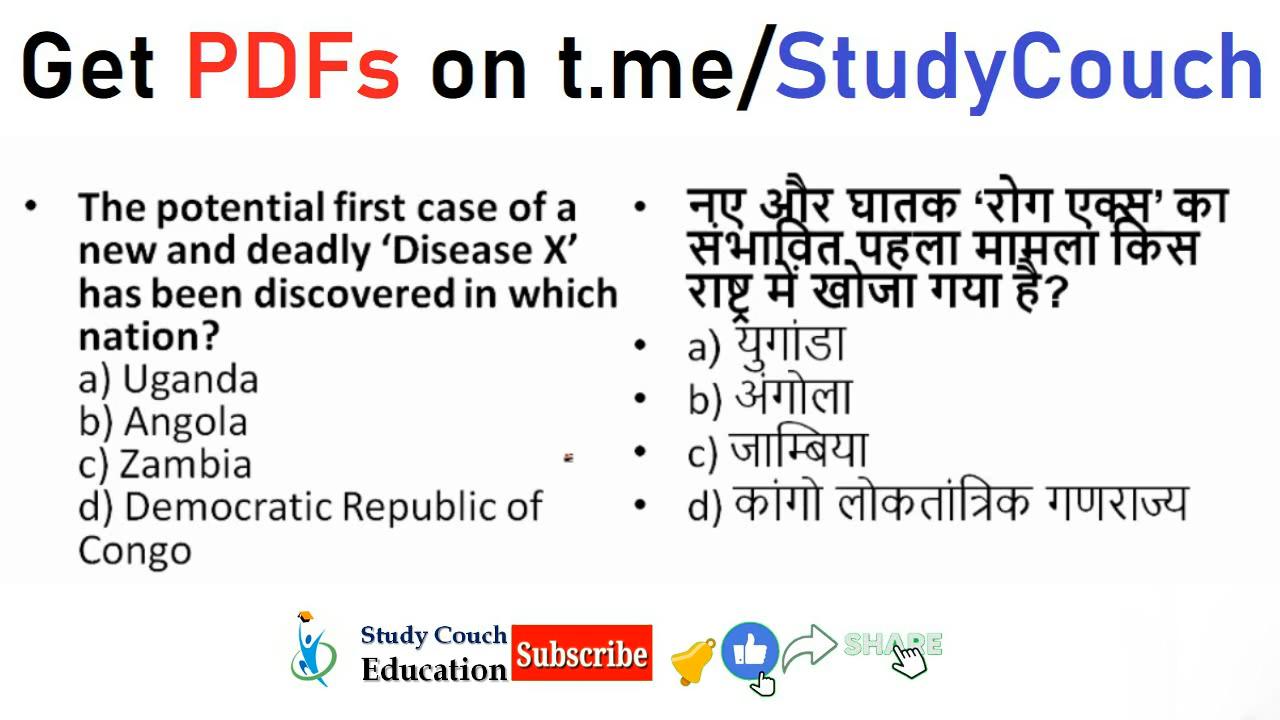 Get PDFs on t.me/StudyCouch
• The potential first case of a
new and deadly ‘Disease X’
has been discovered in which
nation?
a) Uganda
b) Angola
c) Zambia
d) Democratic Republic of
Congo
• नए और घातक ‘रोग एक्स’ का
संभावित पहला मामला किस
राष्ट्र में खोजा गया है?
• a) युगांडा
• b) अंगोला
• c) जाम्बिया
• d) कांगो लोकतांत्रिक गणराज्य
Study Couch
Education
Subscribe
SHARE